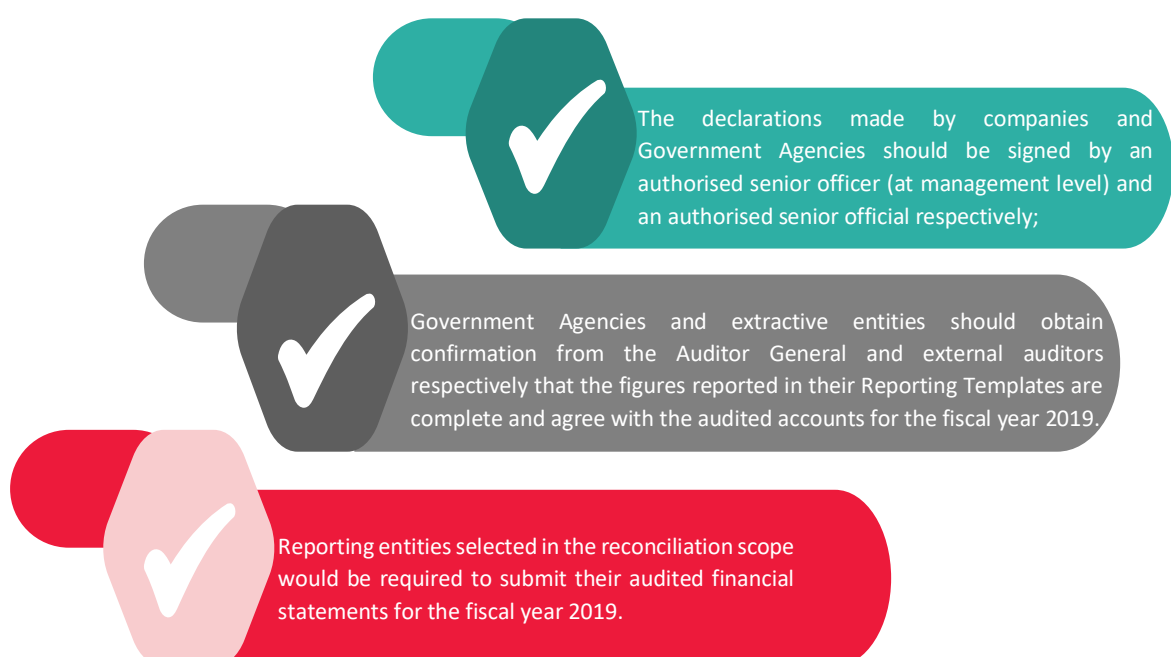 The declarations made by companies and
Government Agencies should be signed by an
authorised senior officer (at management level) and
an authorised senior official respectively;
Government Agencies and extractive entities should obtain
confirmation from the Auditor General and external auditors
respectively that the figures reported in their Reporting Templates are
complete and agree with the audited accounts for the fiscal year 2019.
Reporting entities selected in the reconciliation scope
would be required to submit their audited financial
statements for the fiscal year 2019.